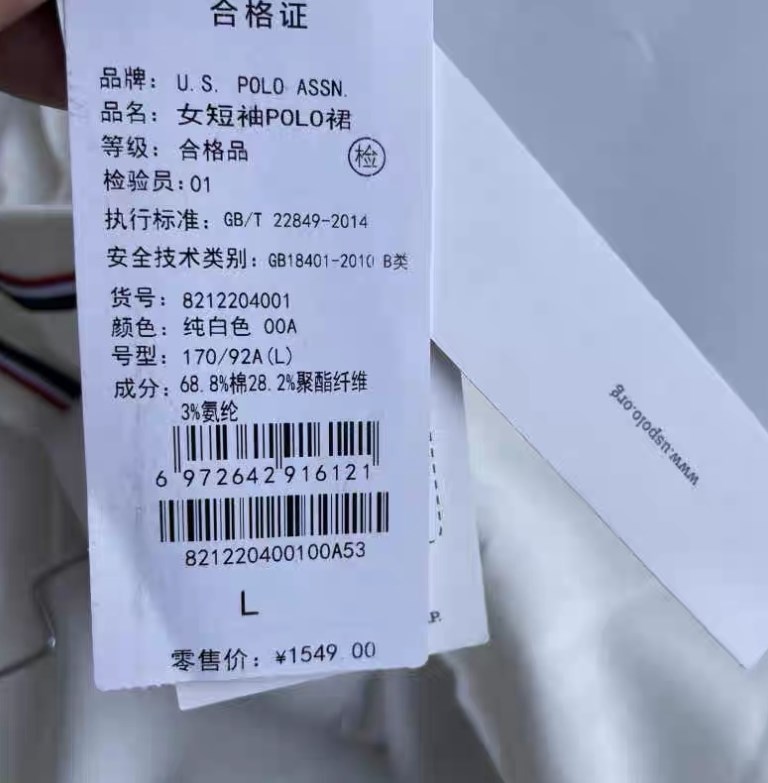 合格证
品牌: U.S. POLO ASSN.
品名: 女短袖POLO裙
等级: 合格品
检
检验员:01
执行标准: GB/T 22849-2014
安全技术类别: GB18401-2010 B类
货号: 8212204001
颜色: 纯白色 00A
号型: 170/92A(L)
成分: 68.8%棉28.2%聚酯纤维
3%氨纶
6 972642 916121
821220400100A53
L
零售价: ¥1549.00
www.uspolo.org